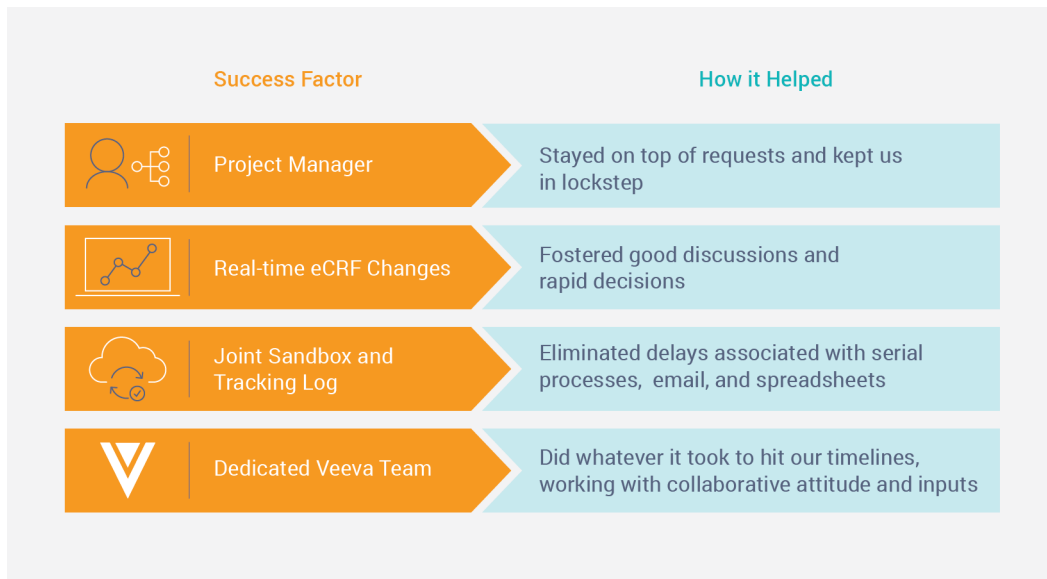 Success Factor
How it Helped
Project Manager
Stayed on top of requests and kept us
in lockstep
Real-time eCRF Changes
Fostered good discussions and
rapid decisions
Joint Sandbox and
Tracking Log
Eliminated delays associated with serial
processes,  email, and spreadsheets
Dedicated Veeva Team
Did whatever it took to hit our timelines,
working with collaborative attitude and inputs